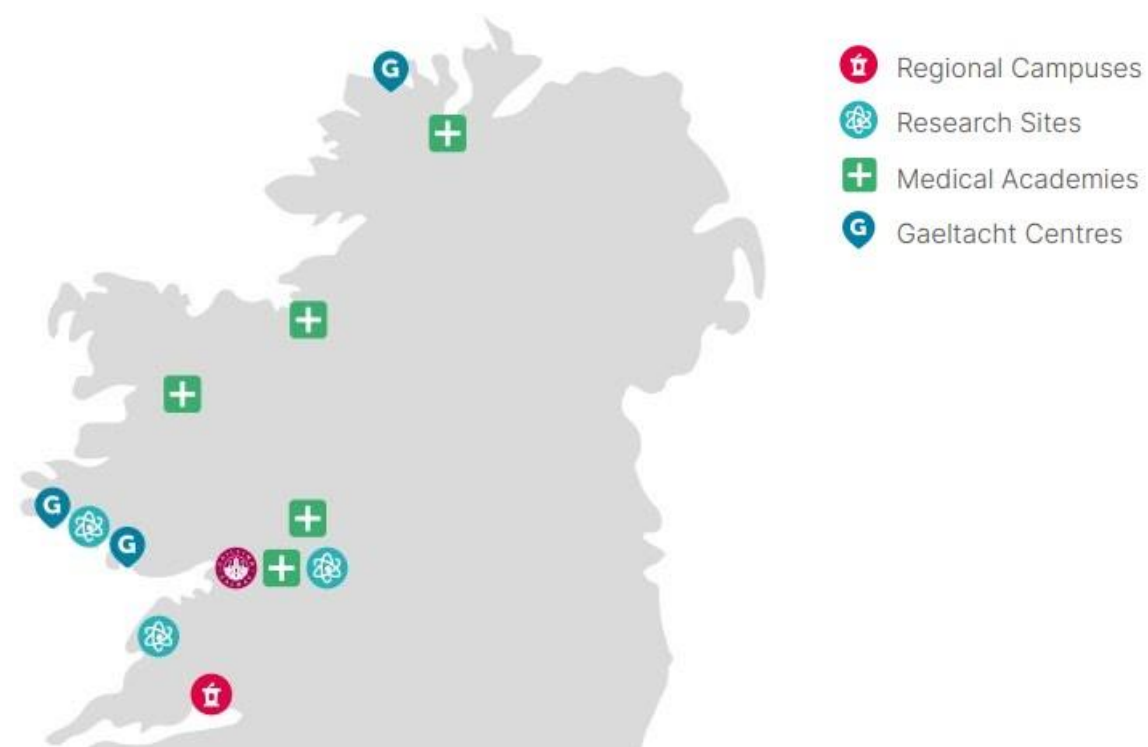 G
Regional Campuses
Research Sites
Medical Academies
G Gaeltacht Centres
G
G